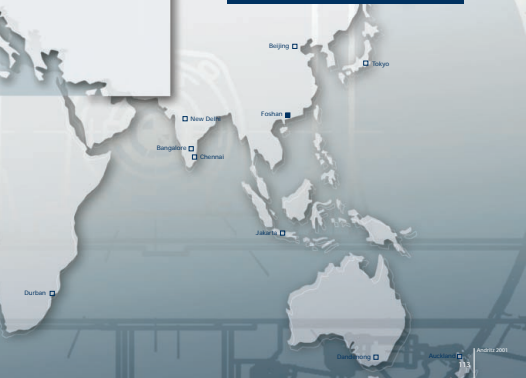 Beijing
Tokyo
New Delhi
Foshan
Bangalore
Chennai
Jakarta
Durban
Dandenong
Auckland
Andritz 2001
113